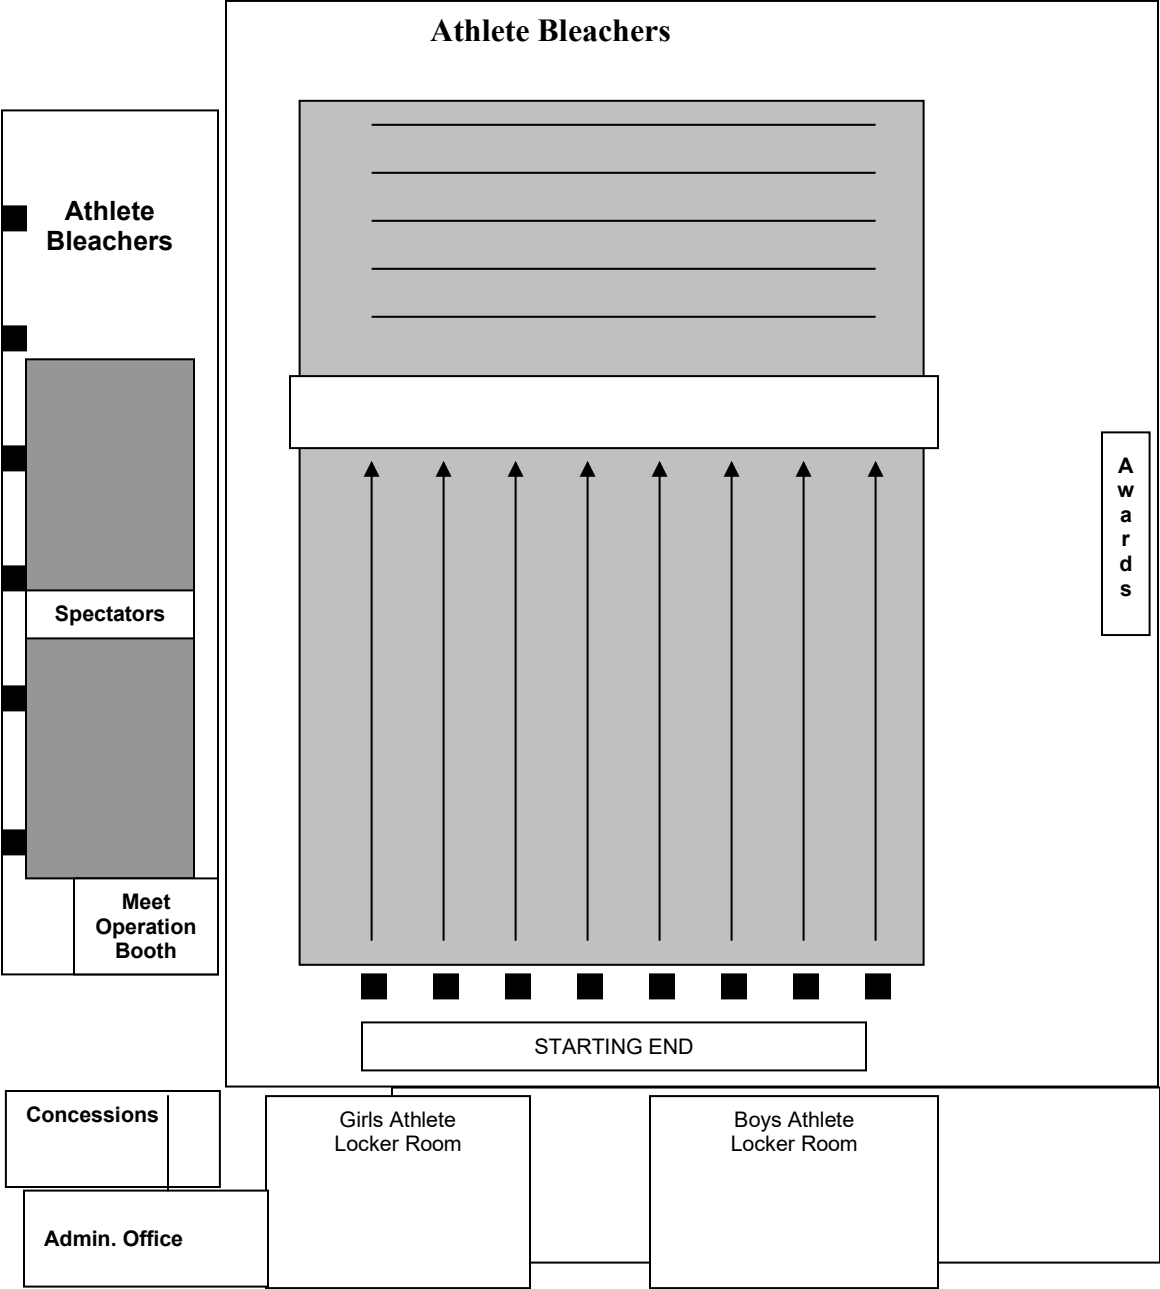 Athlete Bleachers
Athlete
Bleachers
A
w
a
r
d
s
Spectators
Meet
Operation
Booth
STARTING END
Concessions
Girls Athlete
Locker Room
Boys Athlete
Locker Room
Admin. Office